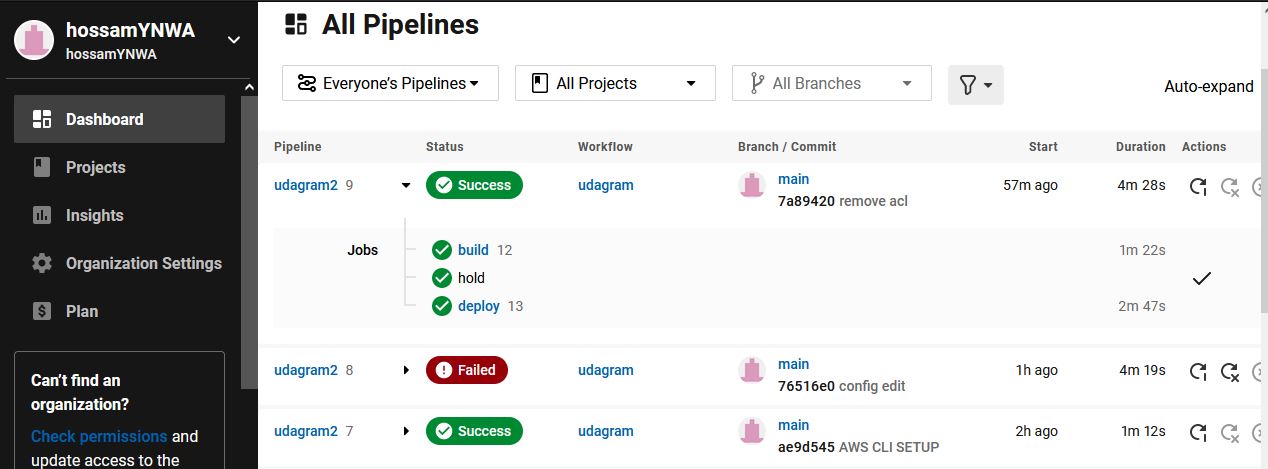 hossamYNWA
hossamYNWA
Dashboard
Projects
Insights
Organization Settings
Plan
Can't find an
organization?
Check permissions and
update access to the
All Pipelines
Everyone's Pipelines
All Projects
All Branches
Auto-expand
Pipeline Status Workflow Branch / Commit Start Duration Actions
udagram2 9 Success udagram main 57m ago 4m 28s
7a89420 remove acl
Jobs build 12 1m 22s
hold
deploy 13 2m 47s
udagram2 8 Failed udagram main 1h ago 4m 19s
76516e0 config edit
udagram2 7 Success udagram main 2h ago 1m 12s
ae9d545 AWS CLI SETUP